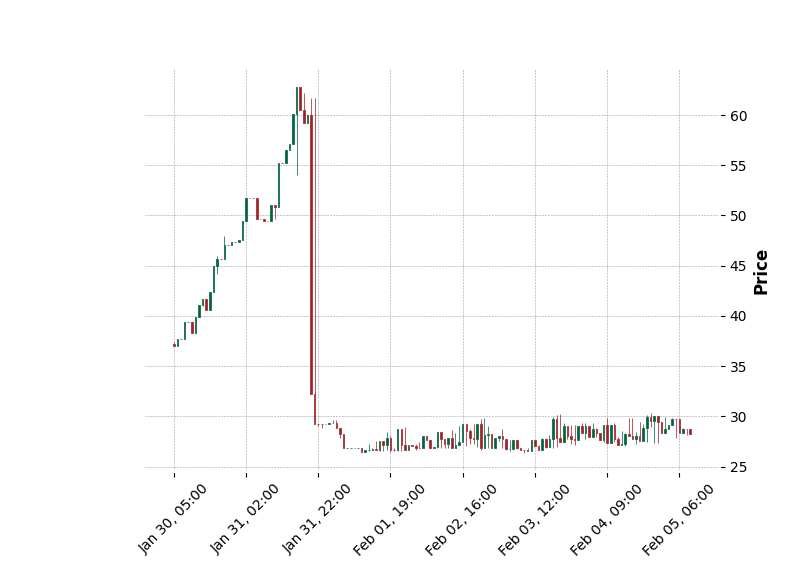 60
55
50
45
40
35
30
25
Price
Jan 30, 05:00
Jan 31, 02:00
Jan 31, 22:00
Feb 01, 19:00
Feb 02, 16:00
Feb 03, 12:00
Feb 04, 09:00
Feb 05, 06:00